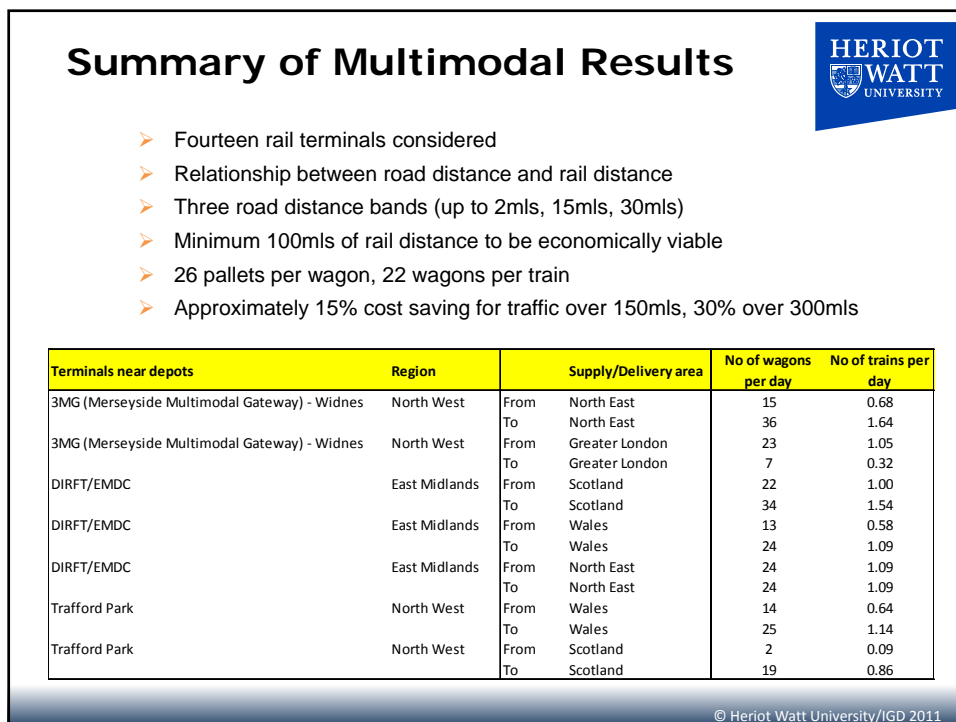 Summary of Multimodal Results
HERIOT
WATT
UNIVERSITY
➢ Fourteen rail terminals considered
➢ Relationship between road distance and rail distance
➢ Three road distance bands (up to 2mls, 15mls, 30mls)
➢ Minimum 100mls of rail distance to be economically viable
➢ 26 pallets per wagon, 22 wagons per train
➢ Approximately 15% cost saving for traffic over 150mls, 30% over 300mls
Terminals near depots Region Supply/Delivery area No of wagons per day No of trains per day
3MG (Merseyside Multimodal Gateway) - Widnes North West From North East 15 0.68
To North East 36 1.64
3MG (Merseyside Multimodal Gateway) - Widnes North West From Greater London 23 1.05
To Greater London 7 0.32
DIRFT/EMDC East Midlands From Scotland 22 1.00
To Scotland 34 1.54
DIRFT/EMDC East Midlands From Wales 13 0.58
To Wales 24 1.09
DIRFT/EMDC East Midlands From North East 24 1.09
To North East 24 1.09
Trafford Park North West From Wales 14 0.64
To Wales 25 1.14
Trafford Park North West From Scotland 2 0.09
To Scotland 19 0.86
© Heriot Watt University/IGD 2011